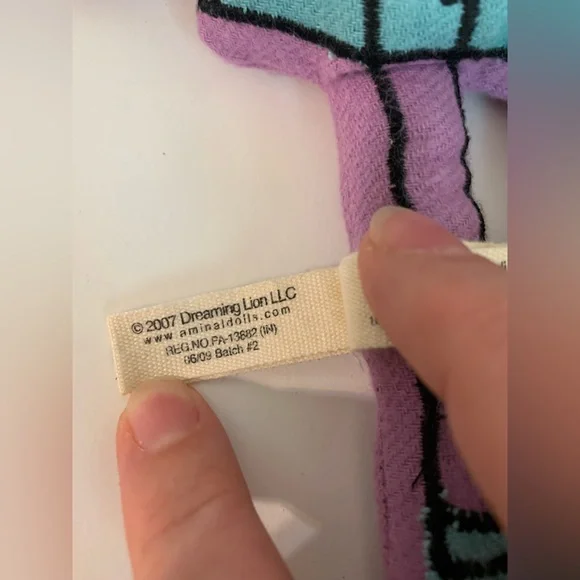 © 2007 Dreaming Lion LLC
www.aminaldolls.com
REG.NO.PA-13682 (IN)
06/09 Batch #2